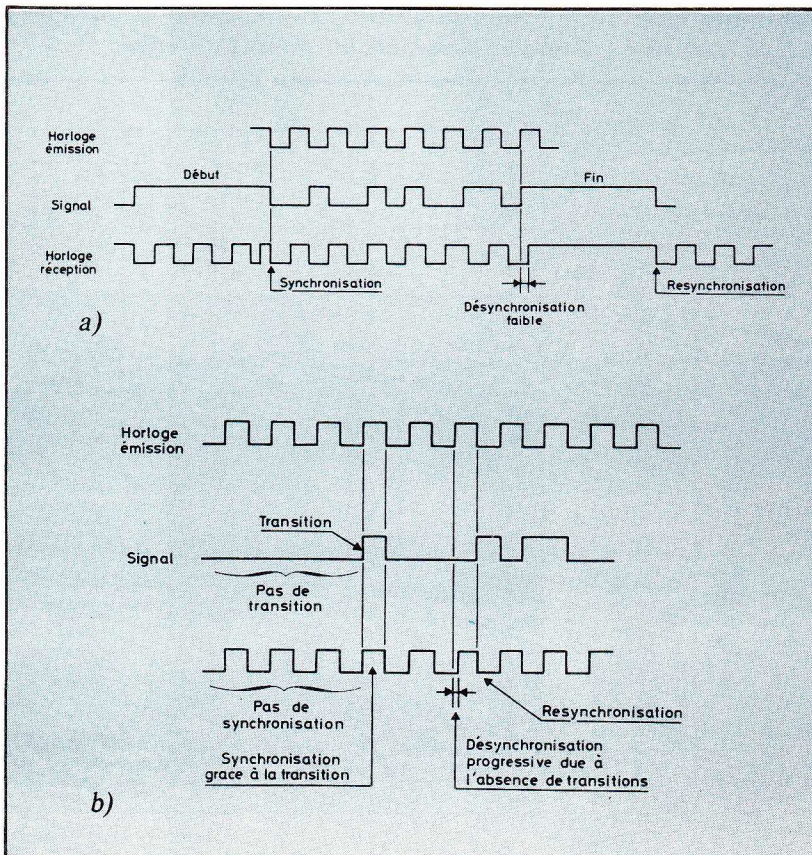 Horloge
émission
Début
Fin
Signal
Horloge
réception
Synchronisation
Resynchronisation
Désynchronisation
faible
a)
Horloge
émission
Transition
Signal
Pas de
transition
Pas de
synchronisation
Resynchronisation
Synchronisation
grace à la transition
Désynchronisation
progressive due à
l'absence de transitions
b)